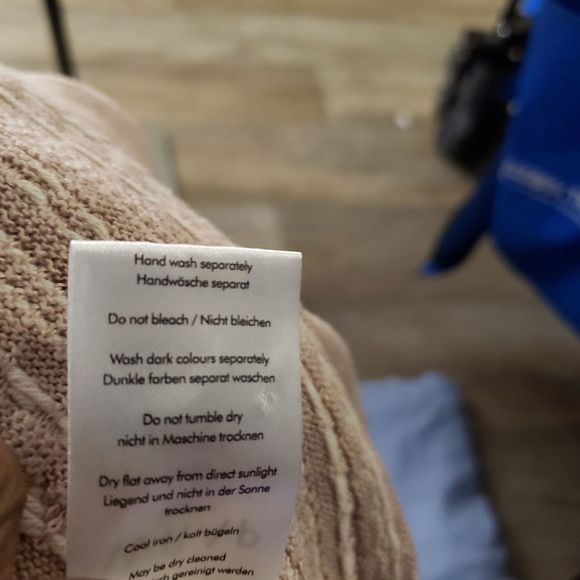 Hand wash separately
Handwäsche separat
Do not bleach / Nicht bleichen
Wash dark colours separately
Dunkle farben separat waschen
Do not tumble dry
nicht in Maschine trocknen
Dry flat away from direct sunlight
Liegend und nicht in der Sonne
trocknen
Cool iron / kalt bügeln
May be dry cleaned
gereinigt werden